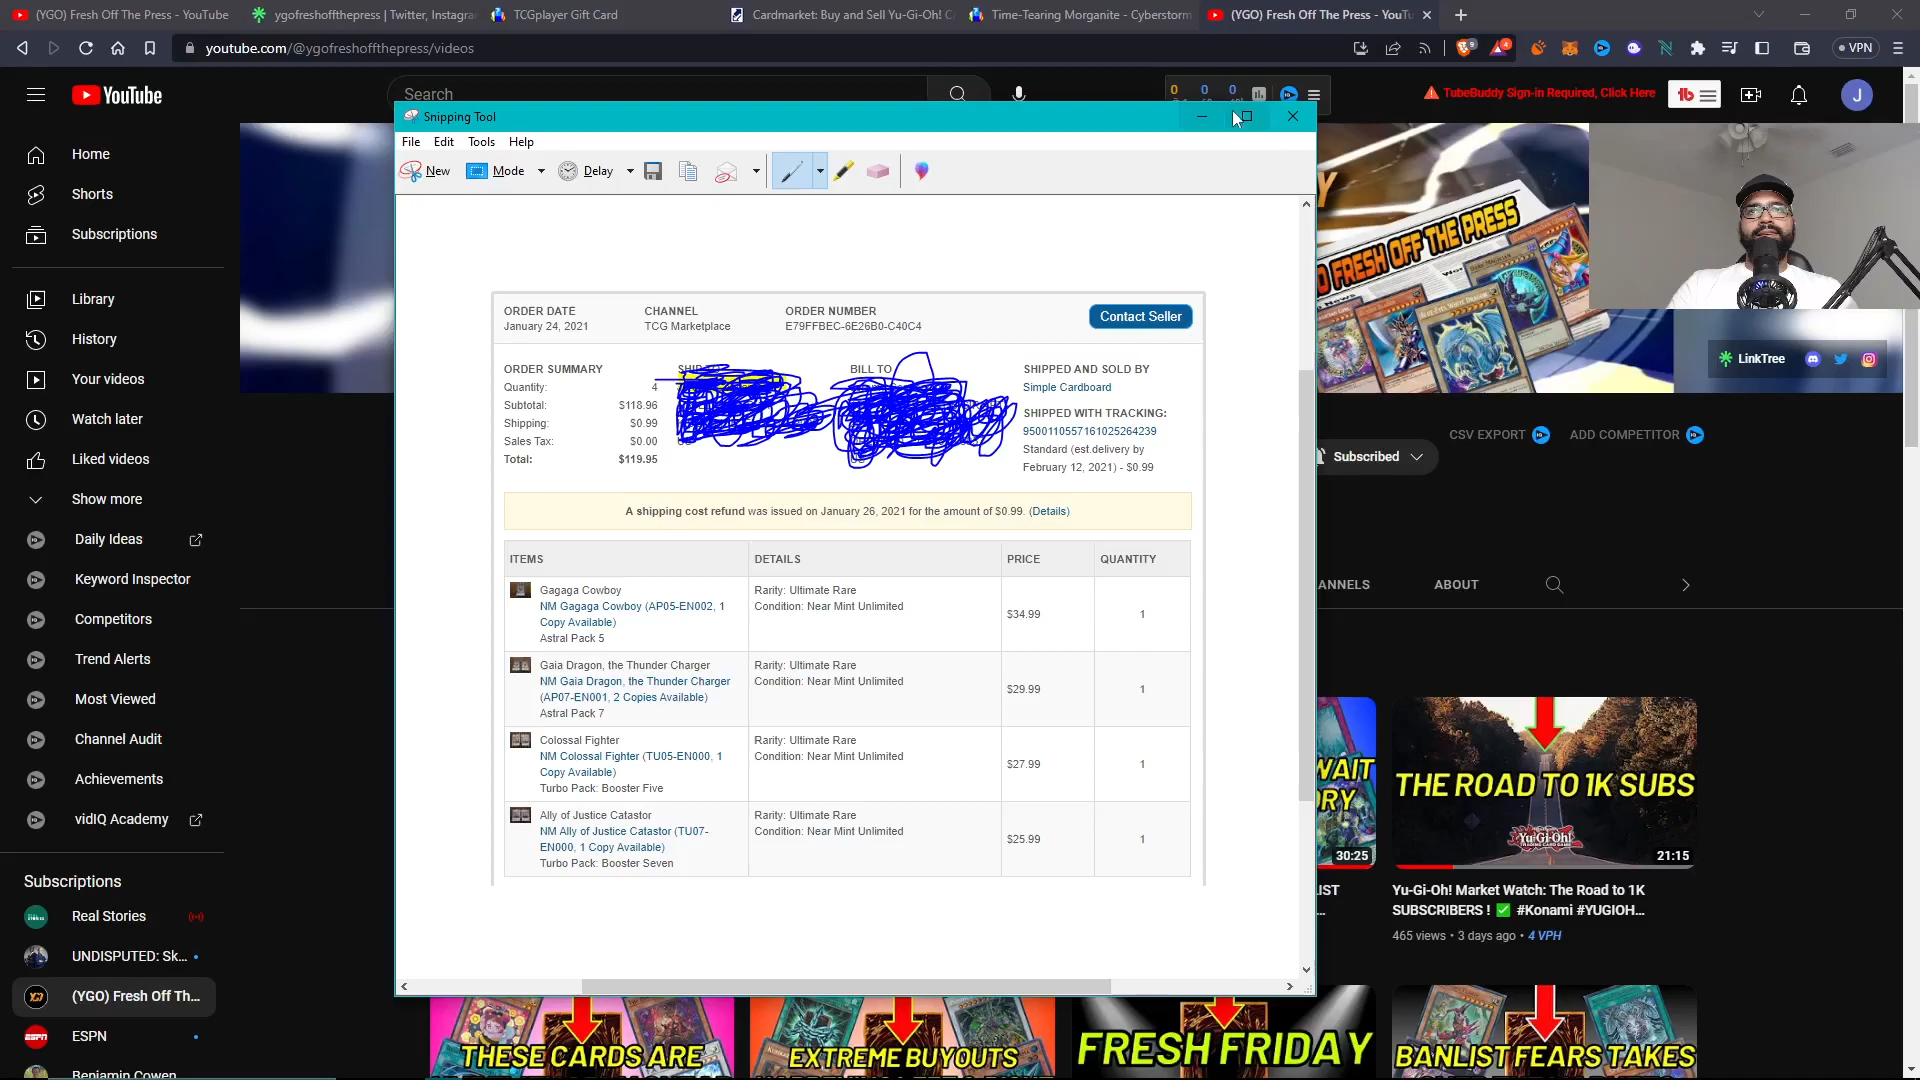 (YGO) Fresh Off The Press - YouTube
ygofreshoffthepress | Twitter, Instagra
TCGplayer Gift Card
Cardmarket: Buy and Sell Yu-Gi-Oh! C
Time-Tearing Morganite - Cyberstorm
(YGO) Fresh Off The Press - YouTu
youtube.com/@ygofreshoffthepress/videos
VPN
YouTube
Search
0 0 0
TubeBuddy Sign-in Required, Click Here
J
Home
Shorts
Subscriptions
Library
History
Your videos
Watch later
Liked videos
Show more
Daily Ideas
Keyword Inspector
Competitors
Trend Alerts
Most Viewed
Channel Audit
Achievements
vidIQ Academy
Subscriptions
Real Stories
UNDISPUTED: Sk...
(YGO) Fresh Off Th...
ESPN
Benjamin Cowen
Snipping Tool
File Edit Tools Help
New Mode Delay
ORDER DATE
January 24, 2021
CHANNEL
TCG Marketplace
ORDER NUMBER
E79FFBEC-6E26B0-C40C4
Contact Seller
ORDER SUMMARY
Quantity: 4
Subtotal: $118.96
Shipping: $0.99
Sales Tax: $0.00
Total: $119.95
BILL TO
SHIPPED AND SOLD BY
Simple Cardboard
SHIPPED WITH TRACKING:
9500110557161025264239
Standard (est.delivery by
February 12, 2021) - $0.99
A shipping cost refund was issued on January 26, 2021 for the amount of $0.99. (Details)
ITEMS DETAILS PRICE QUANTITY
Gagaga Cowboy
NM Gagaga Cowboy (AP05-EN002, 1
Copy Available)
Astral Pack 5
Rarity: Ultimate Rare
Condition: Near Mint Unlimited
$34.99
1
Gaia Dragon, the Thunder Charger
NM Gaia Dragon, the Thunder Charger
(AP07-EN001, 2 Copies Available)
Astral Pack 7
Rarity: Ultimate Rare
Condition: Near Mint Unlimited
$29.99
1
Colossal Fighter
NM Colossal Fighter (TU05-EN000, 1
Copy Available)
Turbo Pack: Booster Five
Rarity: Ultimate Rare
Condition: Near Mint Unlimited
$27.99
1
Ally of Justice Catastor
NM Ally of Justice Catastor (TU07-
EN000, 1 Copy Available)
Turbo Pack: Booster Seven
Rarity: Ultimate Rare
Condition: Near Mint Unlimited
$25.99
1
FRESH OFF THE PRESS
LinkTree
CSV EXPORT
ADD COMPETITOR
Subscribed
ANNELS
ABOUT
WAIT
RY
30:25
THE ROAD TO 1K SUBS
Yu-Gi-Oh!
21:15
IST
...
Yu-Gi-Oh! Market Watch: The Road to 1K
SUBSCRIBERS ! ✅ #Konami #YUGIOH...
465 views • 3 days ago • 4 VPH
THESE CARDS ARE
EXTREME BUYOUTS
FRESH FRIDAY
BANLIST FEARS TAKES